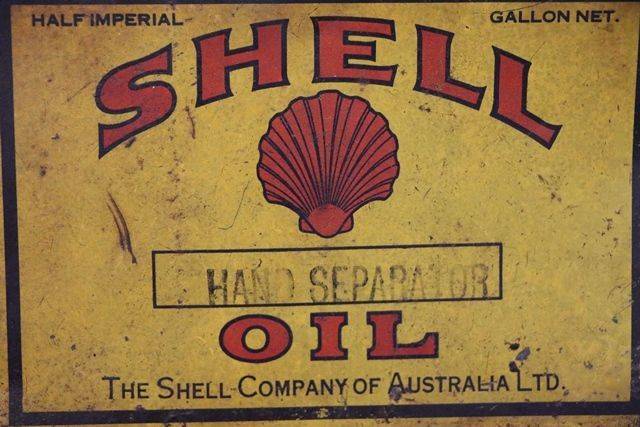 HALF IMPERIAL GALLON NET.
SHELL
HAND SEPARATOR
OIL
THE SHELL COMPANY OF AUSTRALIA LTD.